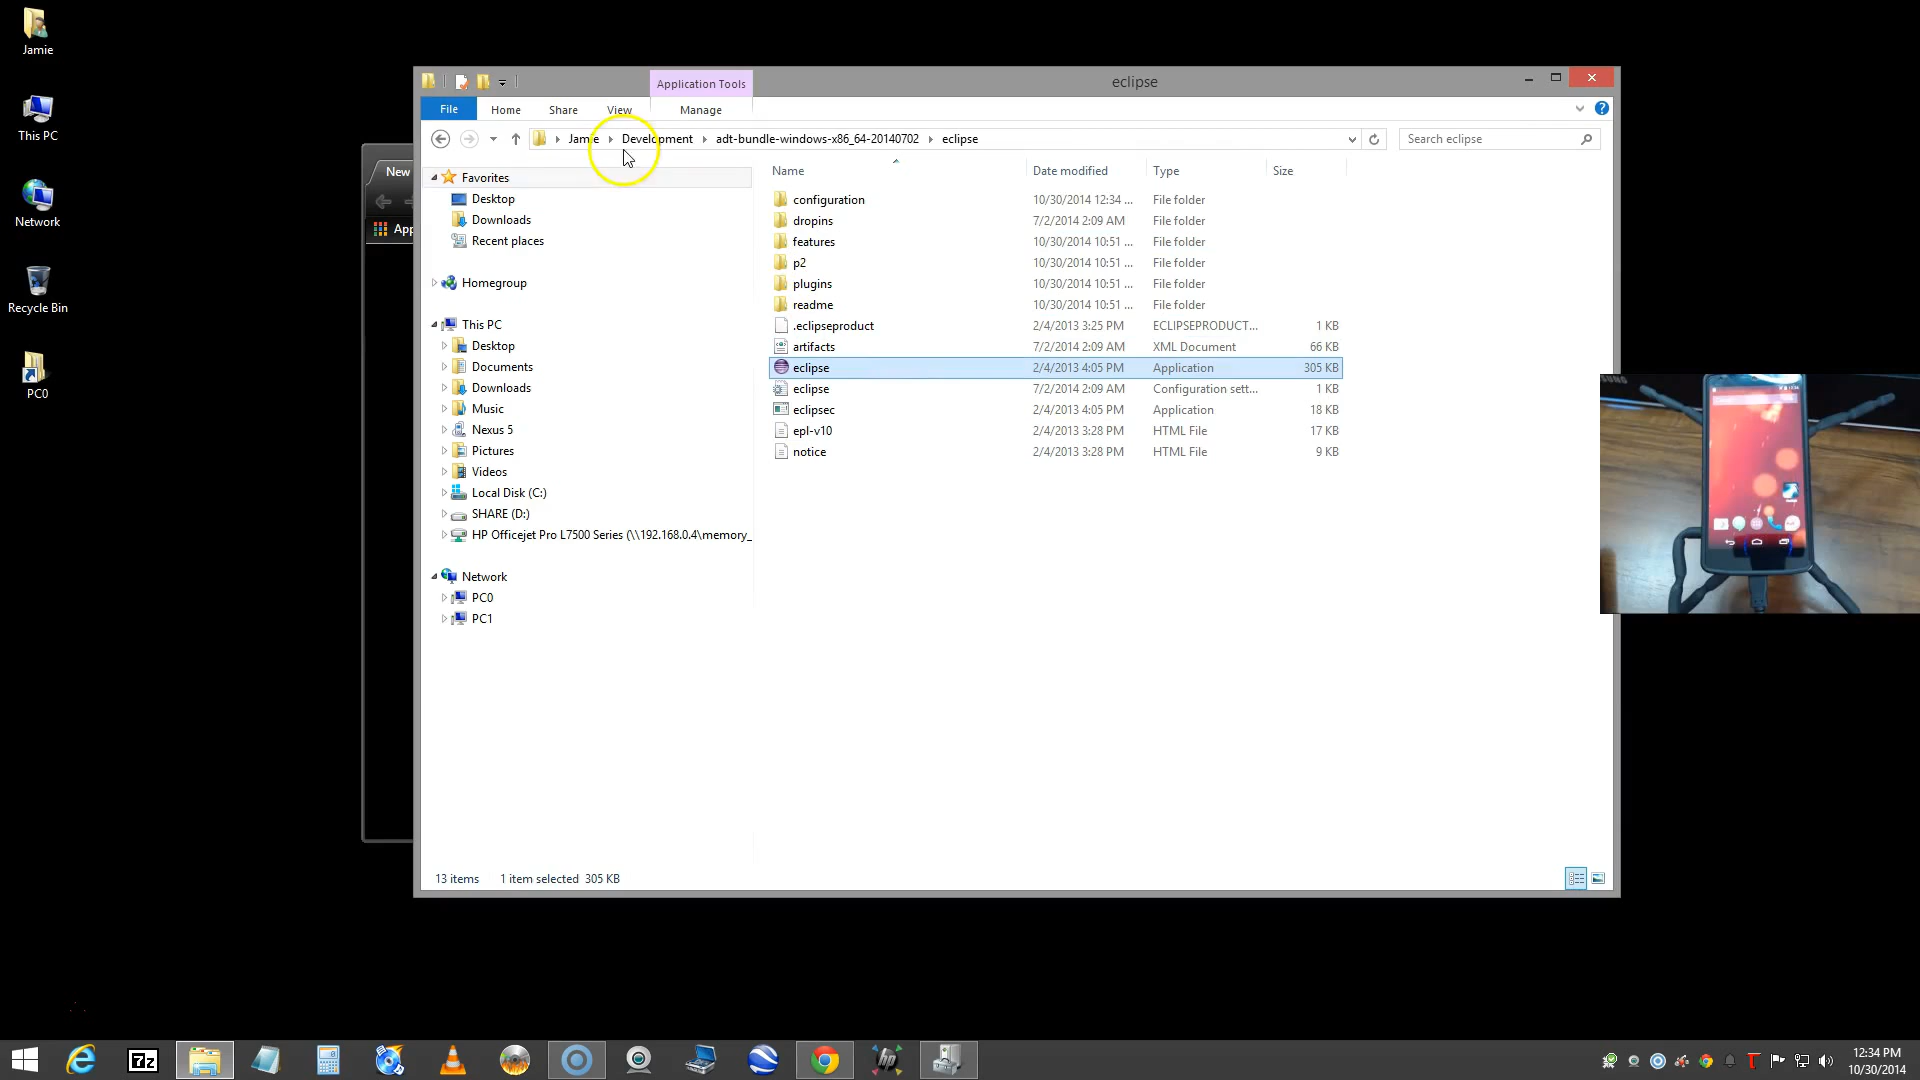 Jamie
This PC
Network
Recycle Bin
PC0
New
App
Application Tools
eclipse
File
Home
Share
View
Manage
Jamie
Development
adt-bundle-windows-x86_64-20140702
eclipse
Search eclipse
Favorites
Desktop
Downloads
Recent places
Homegroup
This PC
Desktop
Documents
Downloads
Music
Nexus 5
Pictures
Videos
Local Disk (C:)
SHARE (D:)
HP Officejet Pro L7500 Series (\\192.168.0.4\memory_
Network
PC0
PC1
Name Date modified Type Size
configuration 10/30/2014 12:34 ... File folder
dropins 7/2/2014 2:09 AM File folder
features 10/30/2014 10:51 ... File folder
p2 10/30/2014 10:51 ... File folder
plugins 10/30/2014 10:51 ... File folder
readme 10/30/2014 10:51 ... File folder
.eclipseproduct 2/4/2013 3:25 PM ECLIPSEPRODUCT... 1 KB
artifacts 7/2/2014 2:09 AM XML Document 66 KB
eclipse 2/4/2013 4:05 PM Application 305 KB
eclipse 7/2/2014 2:09 AM Configuration sett... 1 KB
eclipsec 2/4/2013 4:05 PM Application 18 KB
epl-v10 2/4/2013 3:28 PM HTML File 17 KB
notice 2/4/2013 3:28 PM HTML File 9 KB
13 items 1 item selected 305 KB
7z
hp
12:34 PM
10/30/2014